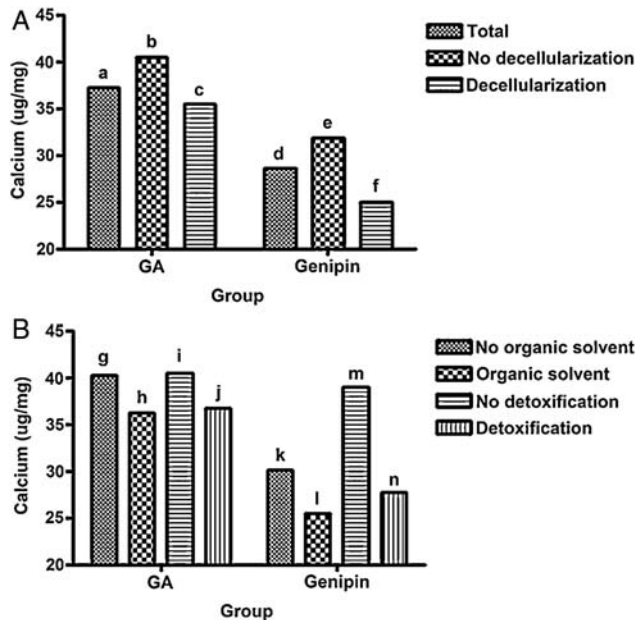 A
45
40
35
30
25
20
Calcium (ug/mg)
a
b
c
d
e
f
GA
Genipin
Group
Total
No decellularization
Decellularization
B
45
40
35
30
25
20
Calcium (ug/mg)
g
h
i
j
k
l
m
n
GA
Genipin
Group
No organic solvent
Organic solvent
No detoxification
Detoxification